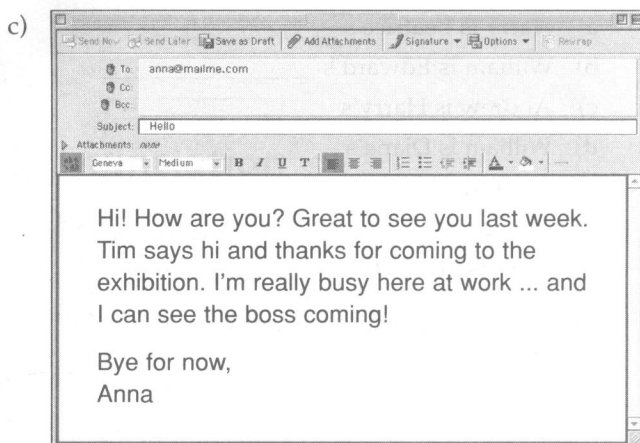 c)
Send Now Send Later Save as Draft Add Attachments Signature Options Rewrap
To: anna@mailme.com
Cc:
Bcc:
Subject: Hello
Attachments: none
Geneva Medium B I U T A
Hi! How are you? Great to see you last week.
Tim says hi and thanks for coming to the
exhibition. I'm really busy here at work ... and
I can see the boss coming!
Bye for now,
Anna